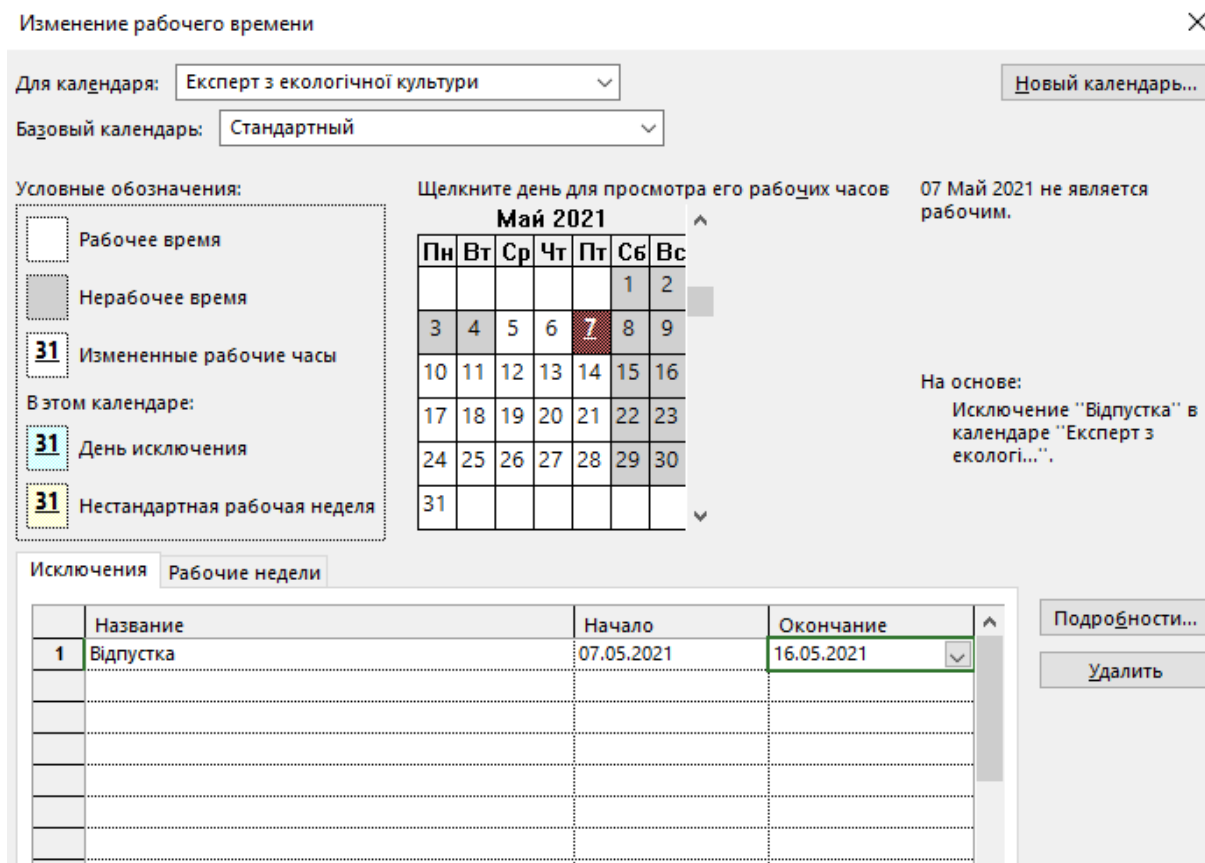 Изменение рабочего времени
Для календаря: Експерт з екологічної культури
Новый календарь...
Базовый календарь: Стандартный
Условные обозначения:
Рабочее время
Нерабочее время
31 Измененные рабочие часы
В этом календаре:
31 День исключения
31 Нестандартная рабочая неделя
Щелкните день для просмотра его рабочих часов
Май 2021
Пн Вт Ср Чт Пт Сб Вс
1 2
3 4 5 6 7 8 9
10 11 12 13 14 15 16
17 18 19 20 21 22 23
24 25 26 27 28 29 30
31
07 Май 2021 не является
рабочим.
На основе:
Исключение "Відпустка" в
календаре "Експерт з
екологі...".
Исключения Рабочие недели
Название Начало Окончание
1 Відпустка 07.05.2021 16.05.2021
Подробности...
Удалить